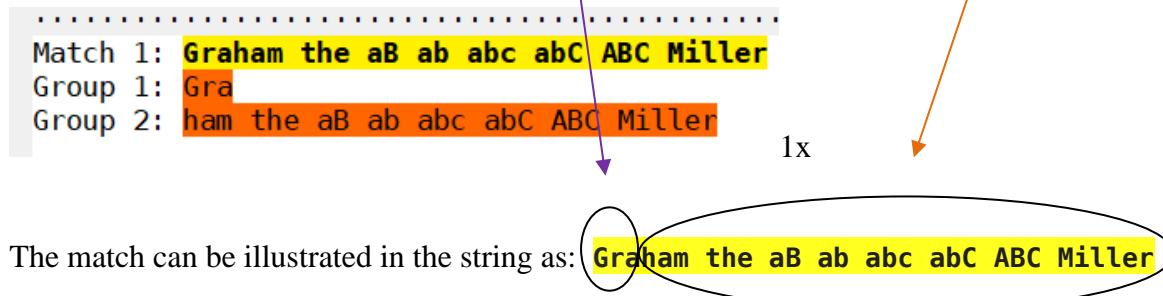 Match 1: Graham the aB ab abc abC ABC Miller
Group 1: Gra
Group 2: ham the aB ab abc abC ABC Miller
1x
The match can be illustrated in the string as: Graham the aB ab abc abC ABC Miller